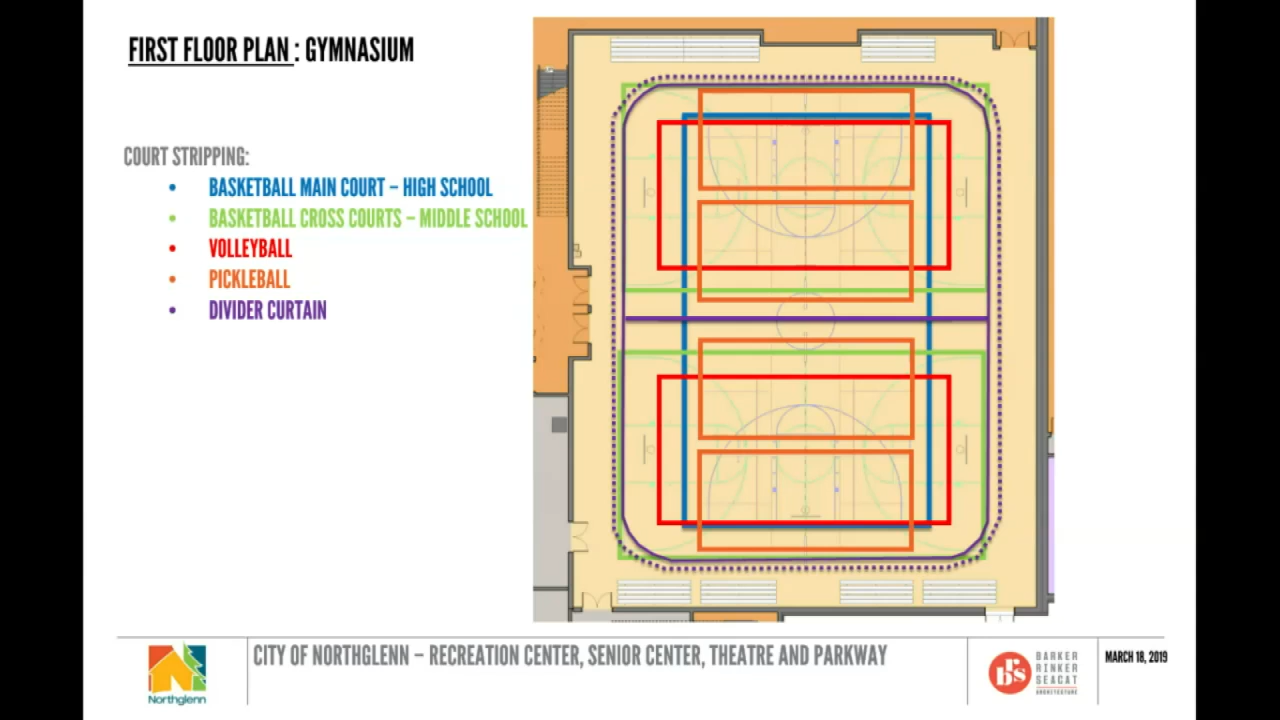 FIRST FLOOR PLAN : GYMNASIUM
COURT STRIPPING:
• BASKETBALL MAIN COURT – HIGH SCHOOL
• BASKETBALL CROSS COURTS – MIDDLE SCHOOL
• VOLLEYBALL
• PICKLEBALL
• DIVIDER CURTAIN
Northglenn
CITY OF NORTHGLENN – RECREATION CENTER, SENIOR CENTER, THEATRE AND PARKWAY
brs
BARKER
RINKER
SEACAT
ARCHITECTURE
MARCH 18, 2019